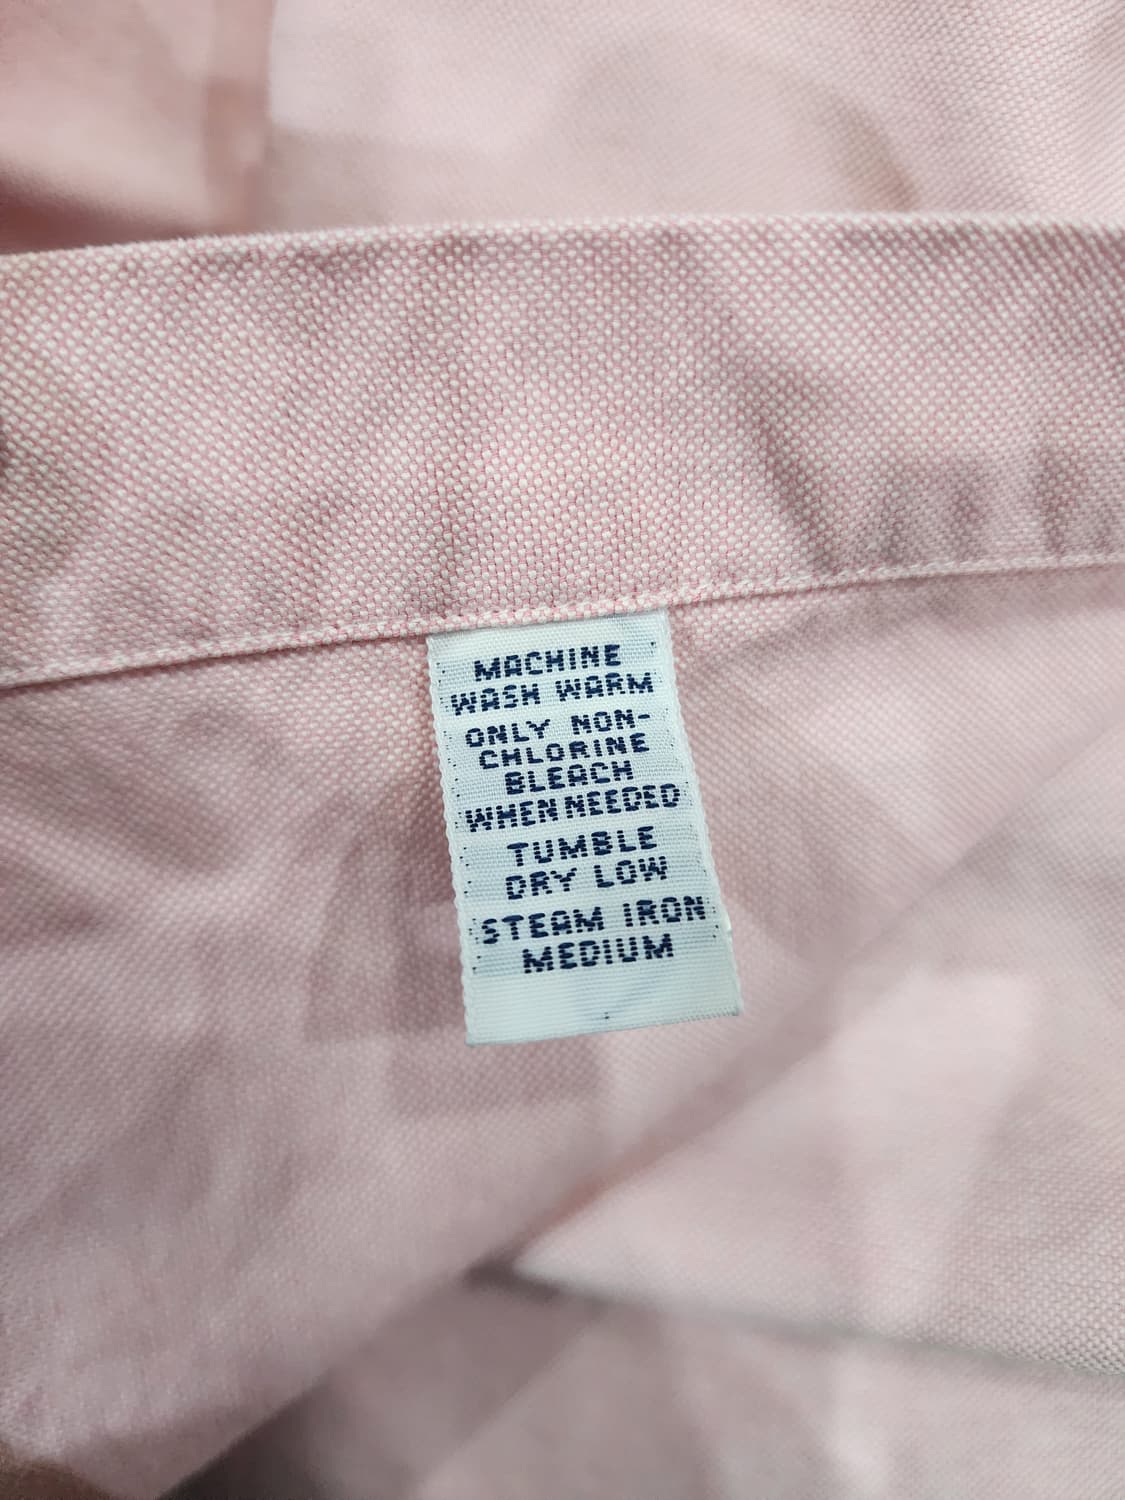 MACHINE
WASH WARM
ONLY NON-
CHLORINE
BLEACH
WHEN NEEDED
TUMBLE
DRY LOW
STEAM IRON
MEDIUM